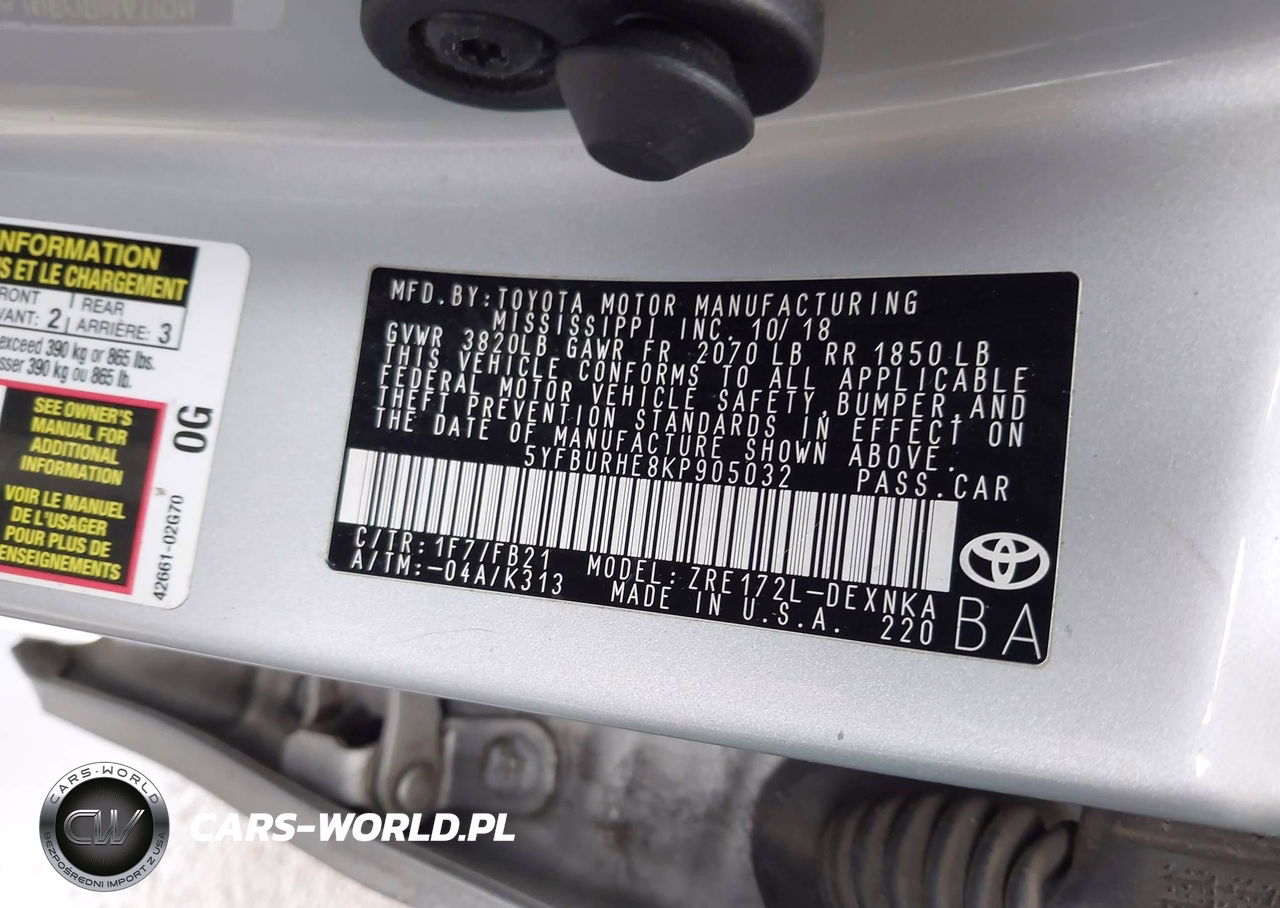 NFORMATION
S ET LE CHARGEMENT
RONT
VANT: 2
REAR
ARRIÈRE: 3
exceed 390 kg or 865 lbs.
sser 390 kg ou 865 lb.
SEE OWNER'S
MANUAL FOR
ADDITIONAL
INFORMATION
VOIR LE MANUEL
DE L'USAGER
POUR PLUS DE
ENSEIGNEMENTS
0G
42661-02G70
MFD.BY:TOYOTA MOTOR MANUFACTURING
MISSISSIPPI INC. 10/18
GVWR 3820LB GAWR FR 2070 LB RR 1850 LB
THIS VEHICLE CONFORMS TO ALL APPLICABLE
FEDERAL MOTOR VEHICLE SAFETY,BUMPER,AND
THEFT PREVENTION STANDARDS IN EFFECT ON
THE DATE OF MANUFACTURE SHOWN ABOVE.
5YFBURHE8KP905032 PASS.CAR
C/TR:1F7/FB21 MODEL:ZRE172L-DEXNKA
A/TM:-04A/K313 MADE IN U.S.A. 220
BA
CARS-WORLD
CW
BEZPOŚREDNI IMPORT Z USA
CARS-WORLD.PL